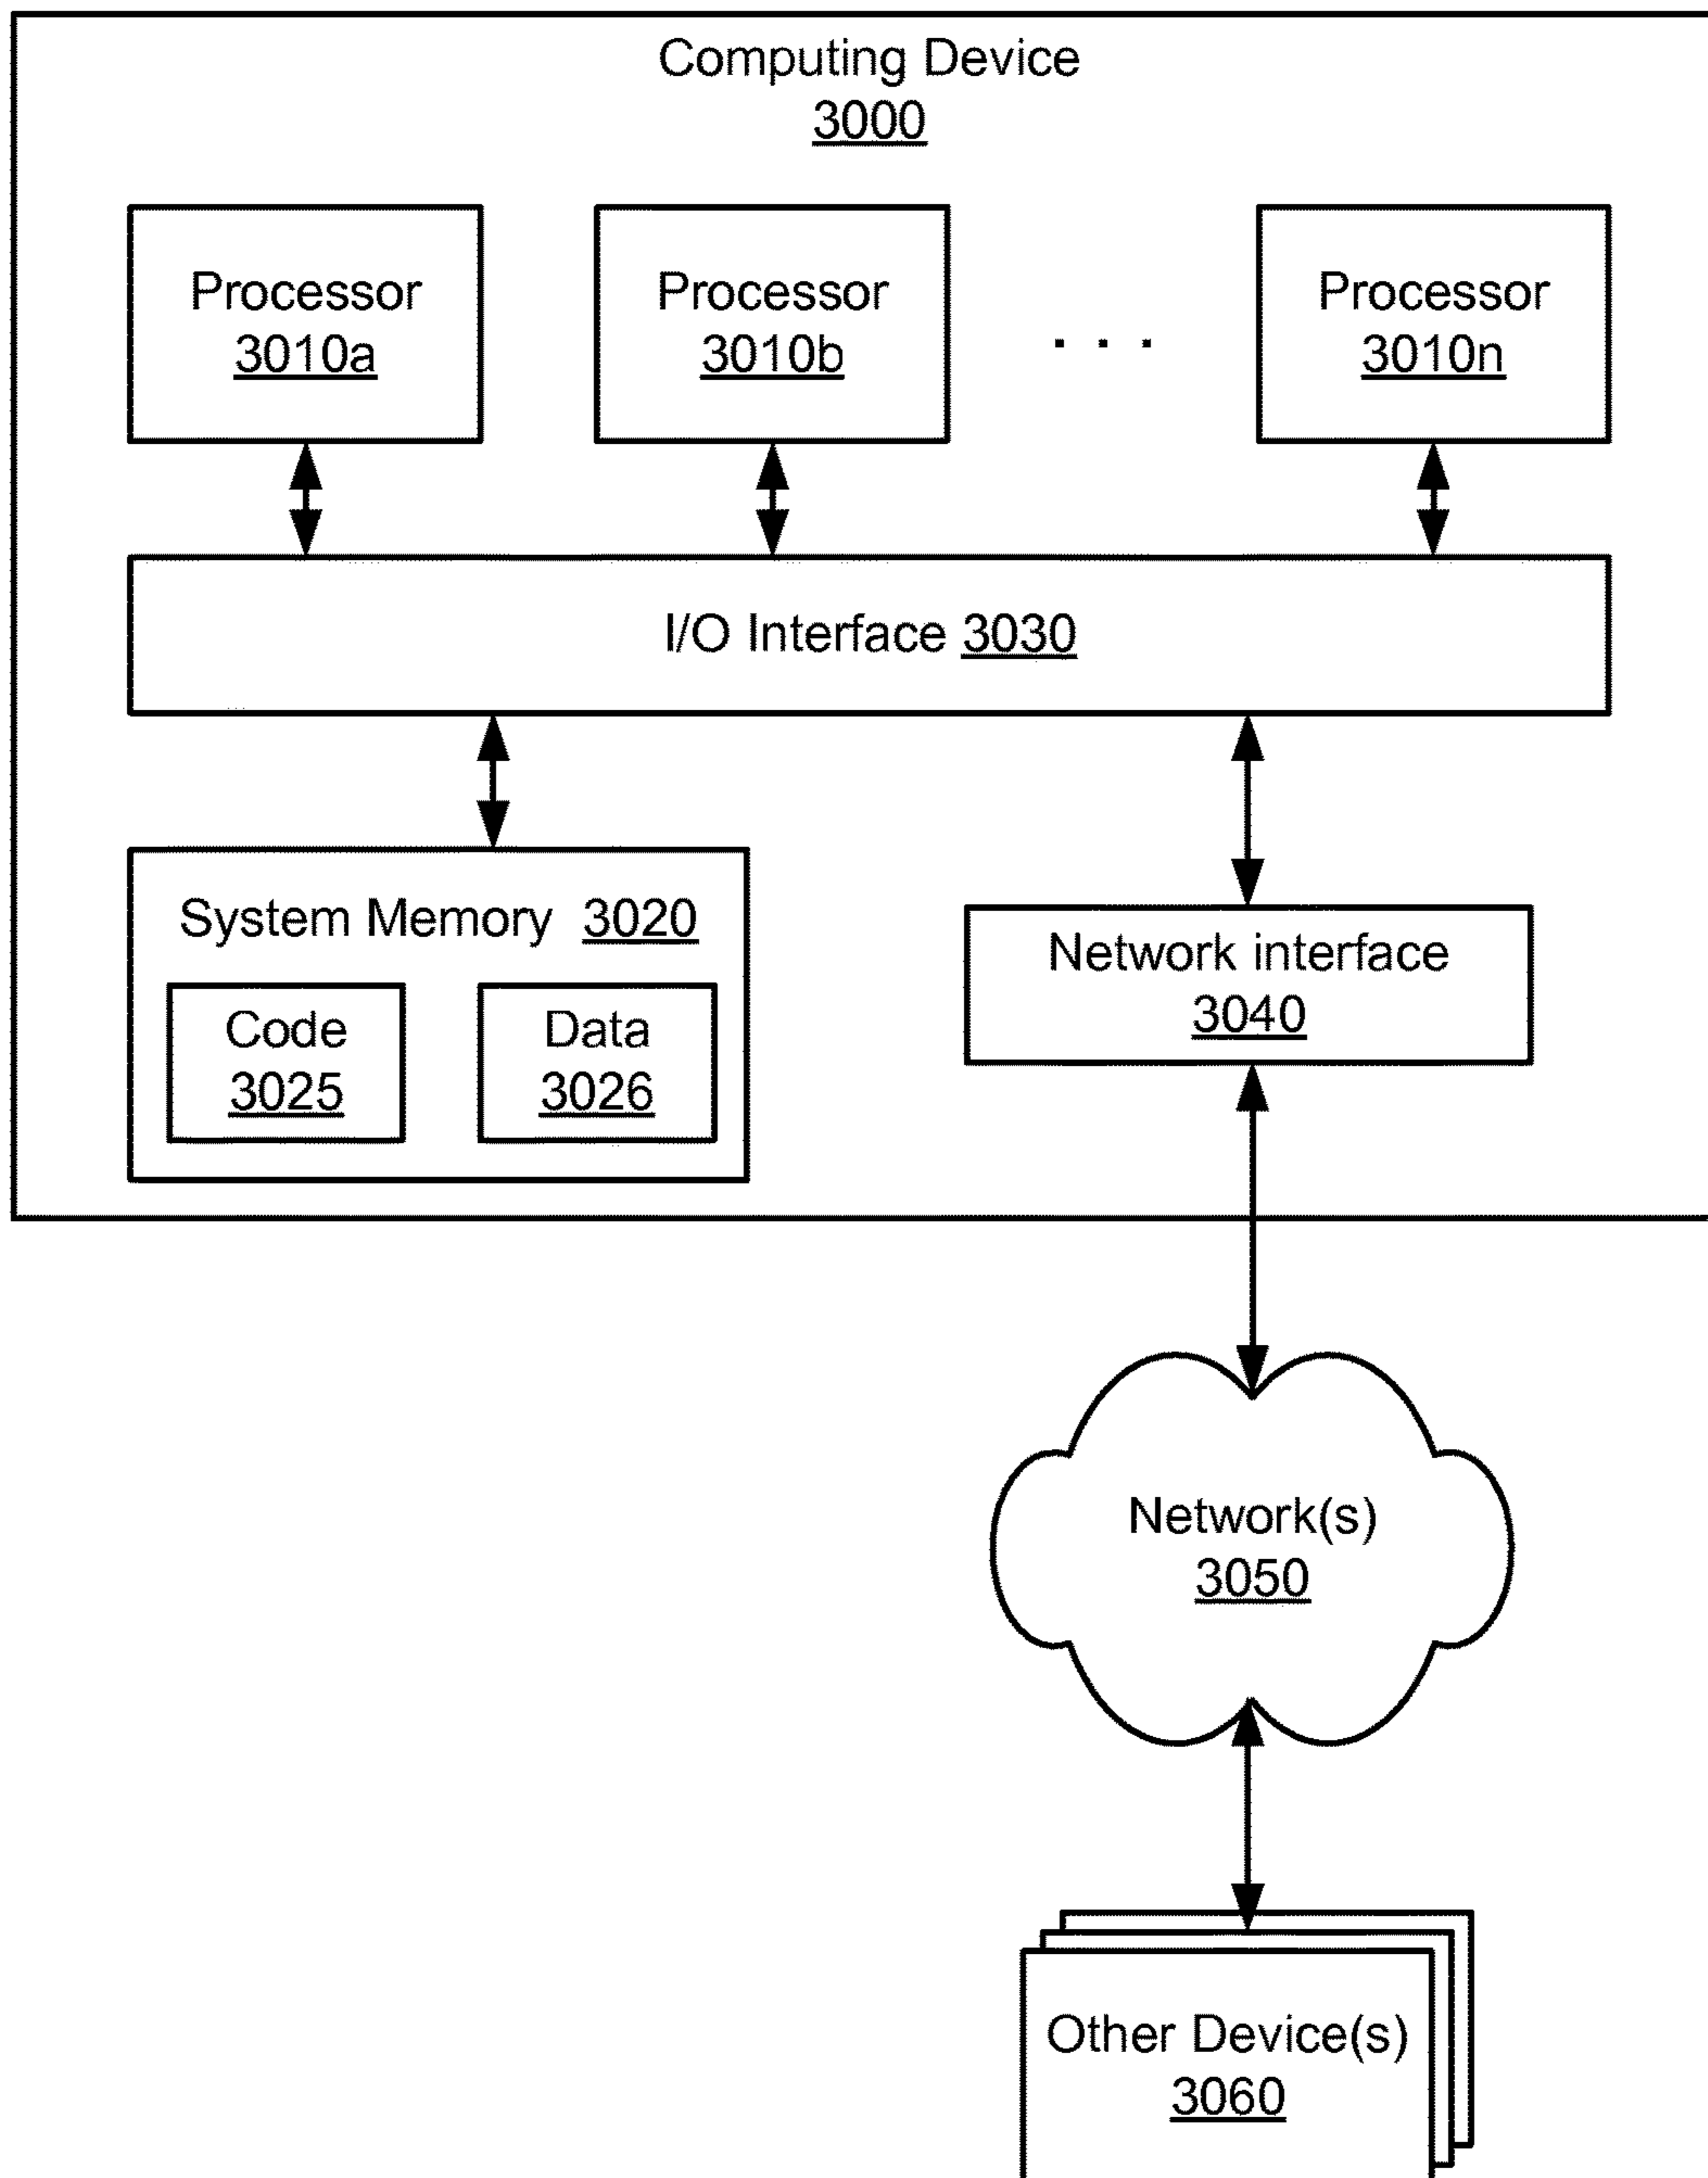 Computing Device
3000
Processor
3010a
Processor
3010b
. . .
Processor
3010n
I/O Interface 3030
System Memory 3020
Code
3025
Data
3026
Network interface
3040
Network(s)
3050
Other Device(s)
3060